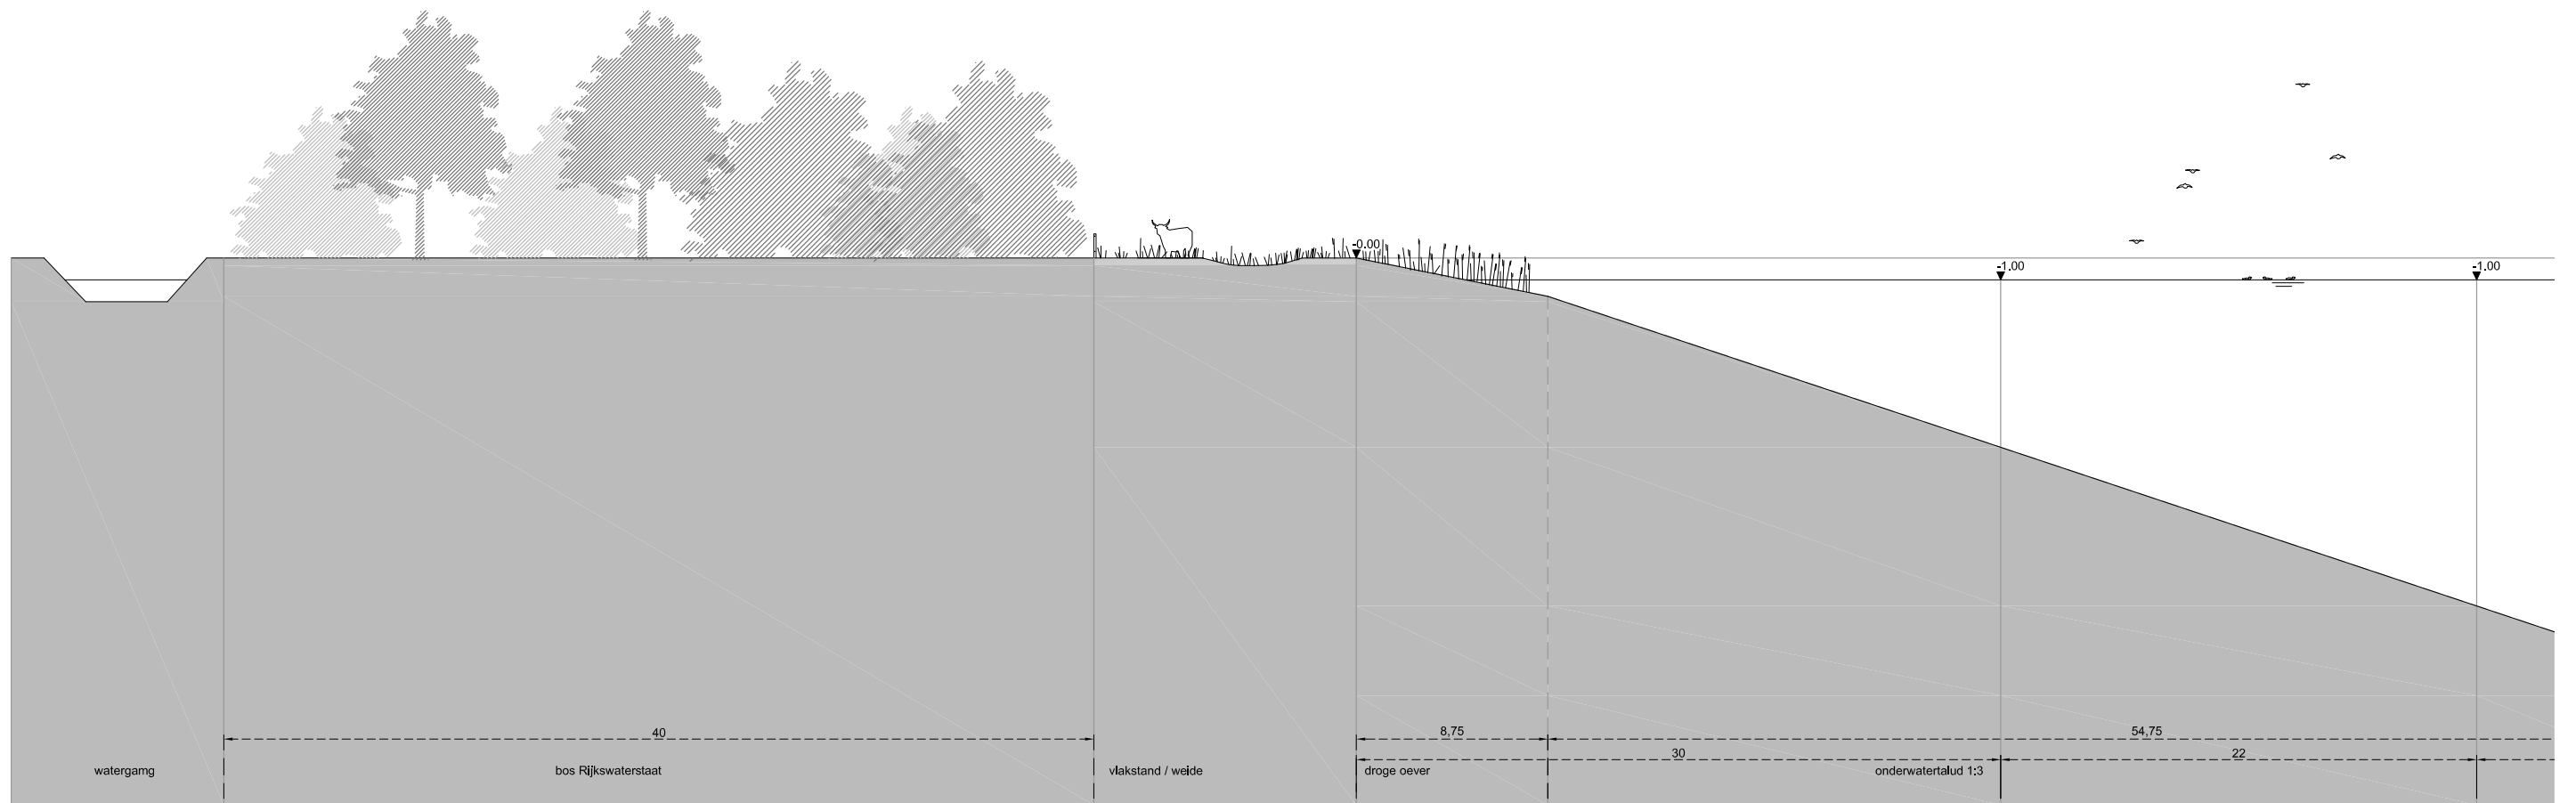 -0.00
-1.00
-1.00
40
8,75
54,75
30
22
watergamg
bos Rijkswaterstaat
vlakstand / weide
droge oever
onderwatertalud 1:3